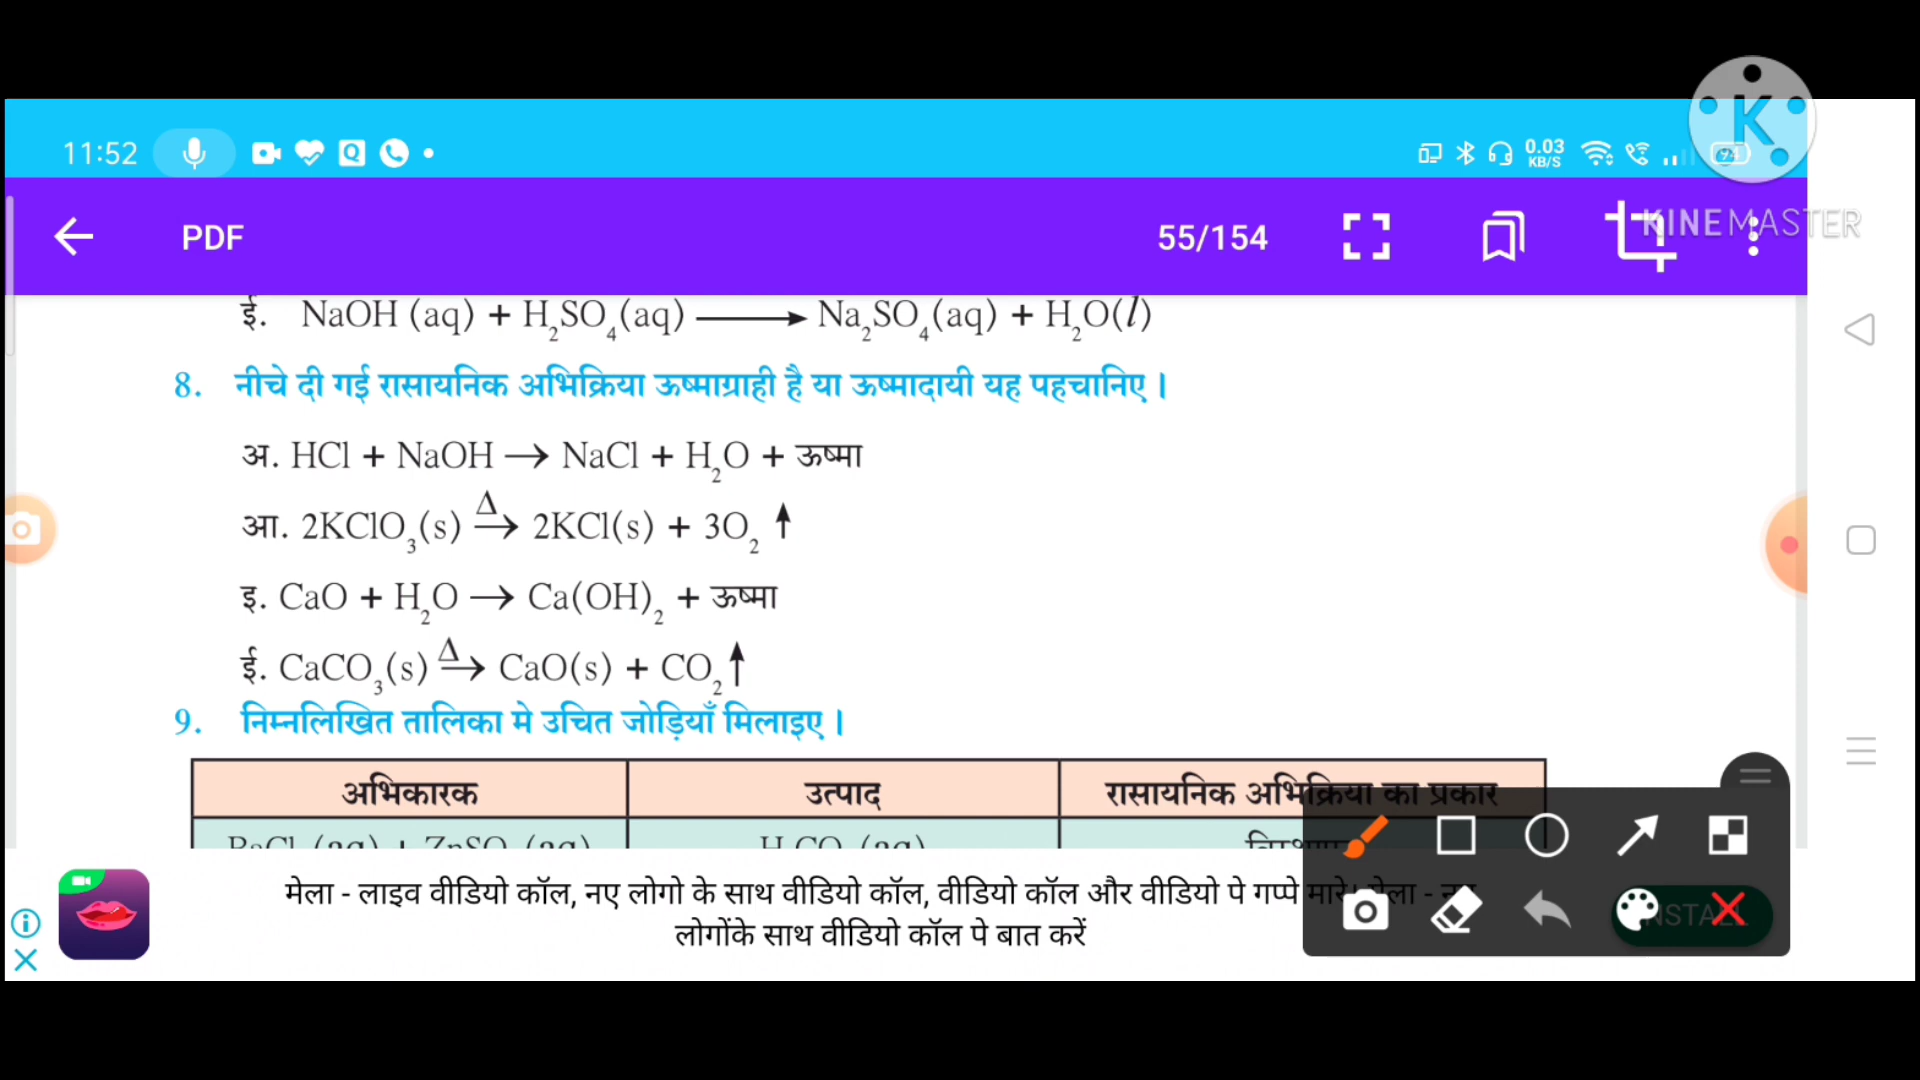 11:52
0.03
KB/S
K
KINEMASTER
PDF
55/154
ई. NaOH (aq) + H₂SO₄(aq) ⟶ Na₂SO₄(aq) + H₂O(l)
8. नीचे दी गई रासायनिक अभिक्रिया ऊष्माग्राही है या ऊष्मादायी यह पहचानिए ।
अ. HCl + NaOH → NaCl + H₂O + ऊष्मा
आ. 2KClO₃(s) Δ→ 2KCl(s) + 3O₂ ↑
इ. CaO + H₂O → Ca(OH)₂ + ऊष्मा
ई. CaCO₃(s) Δ→ CaO(s) + CO₂↑
9. निम्नलिखित तालिका मे उचित जोड़ियाँ मिलाइए ।
अभिकारक उत्पाद रासायनिक अभिक्रिया का प्रकार
मेला - लाइव वीडियो कॉल, नए लोगो के साथ वीडियो कॉल, वीडियो कॉल और वीडियो पे गप्पे मारे। मेला -
लोगोंके साथ वीडियो कॉल पे बात करें